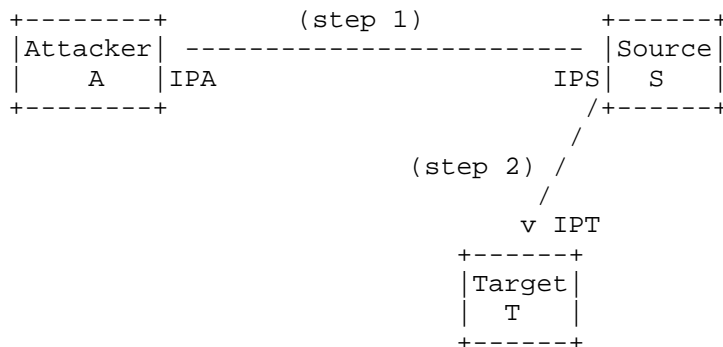 (step 1)
Attacker Source
A IPA IPS S
(step 2)
v IPT
Target
T